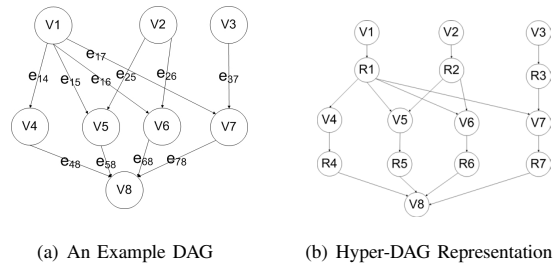 V1 V2 V3
e17
e14 e15 e16 e25 e26 e37
V4 V5 V6 V7
e48 e58 e68 e78
V8
(a) An Example DAG
V1 V2 V3
R1 R2 R3
V4 V5 V6 V7
R4 R5 R6 R7
V8
(b) Hyper-DAG Representation